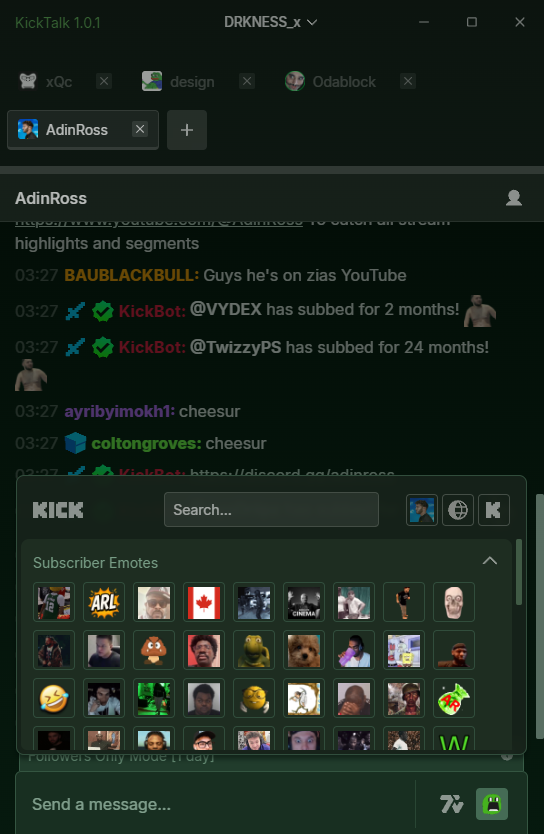 KickTalk 1.0.1
DRKNESS_x
xQc
design
Odablock
AdinRoss
AdinRoss
https://www.youtube.com/@AdinRoss To catch all stream
highlights and segments
03:27 BAUBLACKBULL: Guys he's on zias YouTube
03:27 KickBot: @VYDEX has subbed for 2 months!
03:27 KickBot: @TwizzyPS has subbed for 24 months!
03:27 ayribyimokh1: cheesur
03:27 coltongroves: cheesur
03:27 KickBot: https://discord.gg/adinross
KICK
Search...
K
Subscriber Emotes
ARL
CINEMA
AR
W
Followers Only Mode [1 day]
Send a message...
7V